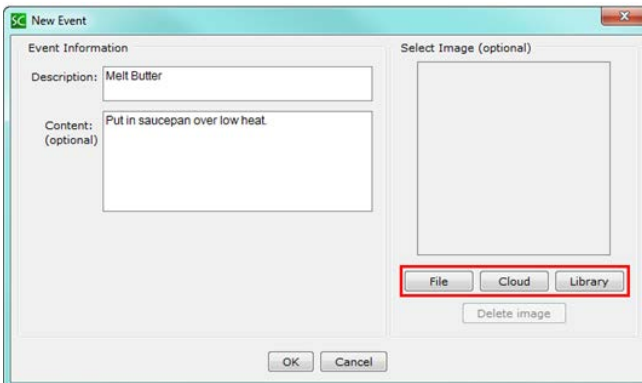 SC New Event
Event Information
Description: Melt Butter
Content: Put in saucepan over low heat.
(optional)
Select Image (optional)
File Cloud Library
Delete image
OK Cancel